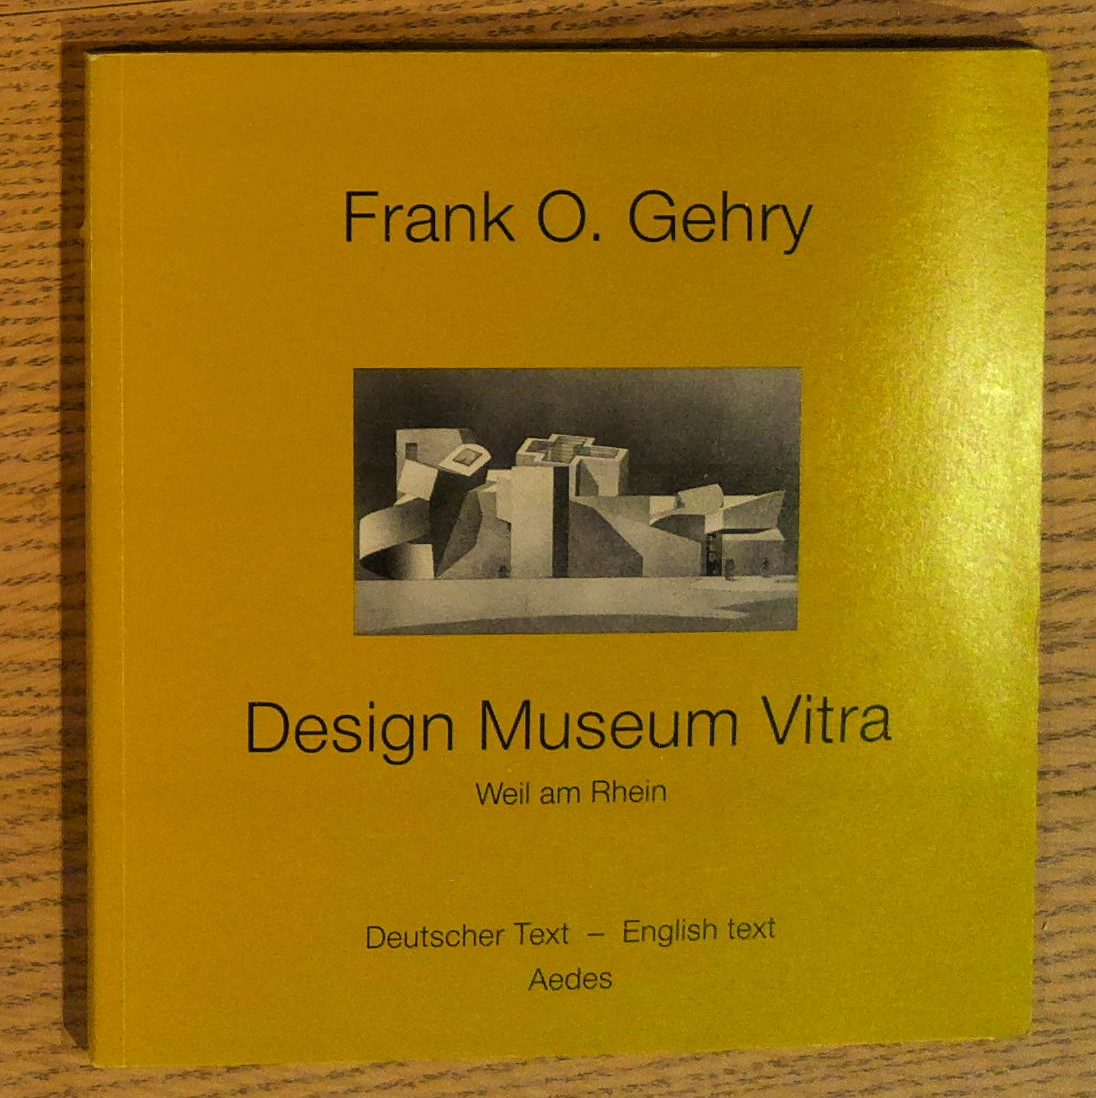 Frank O. Gehry
Design Museum Vitra
Weil am Rhein
Deutscher Text – English text
Aedes